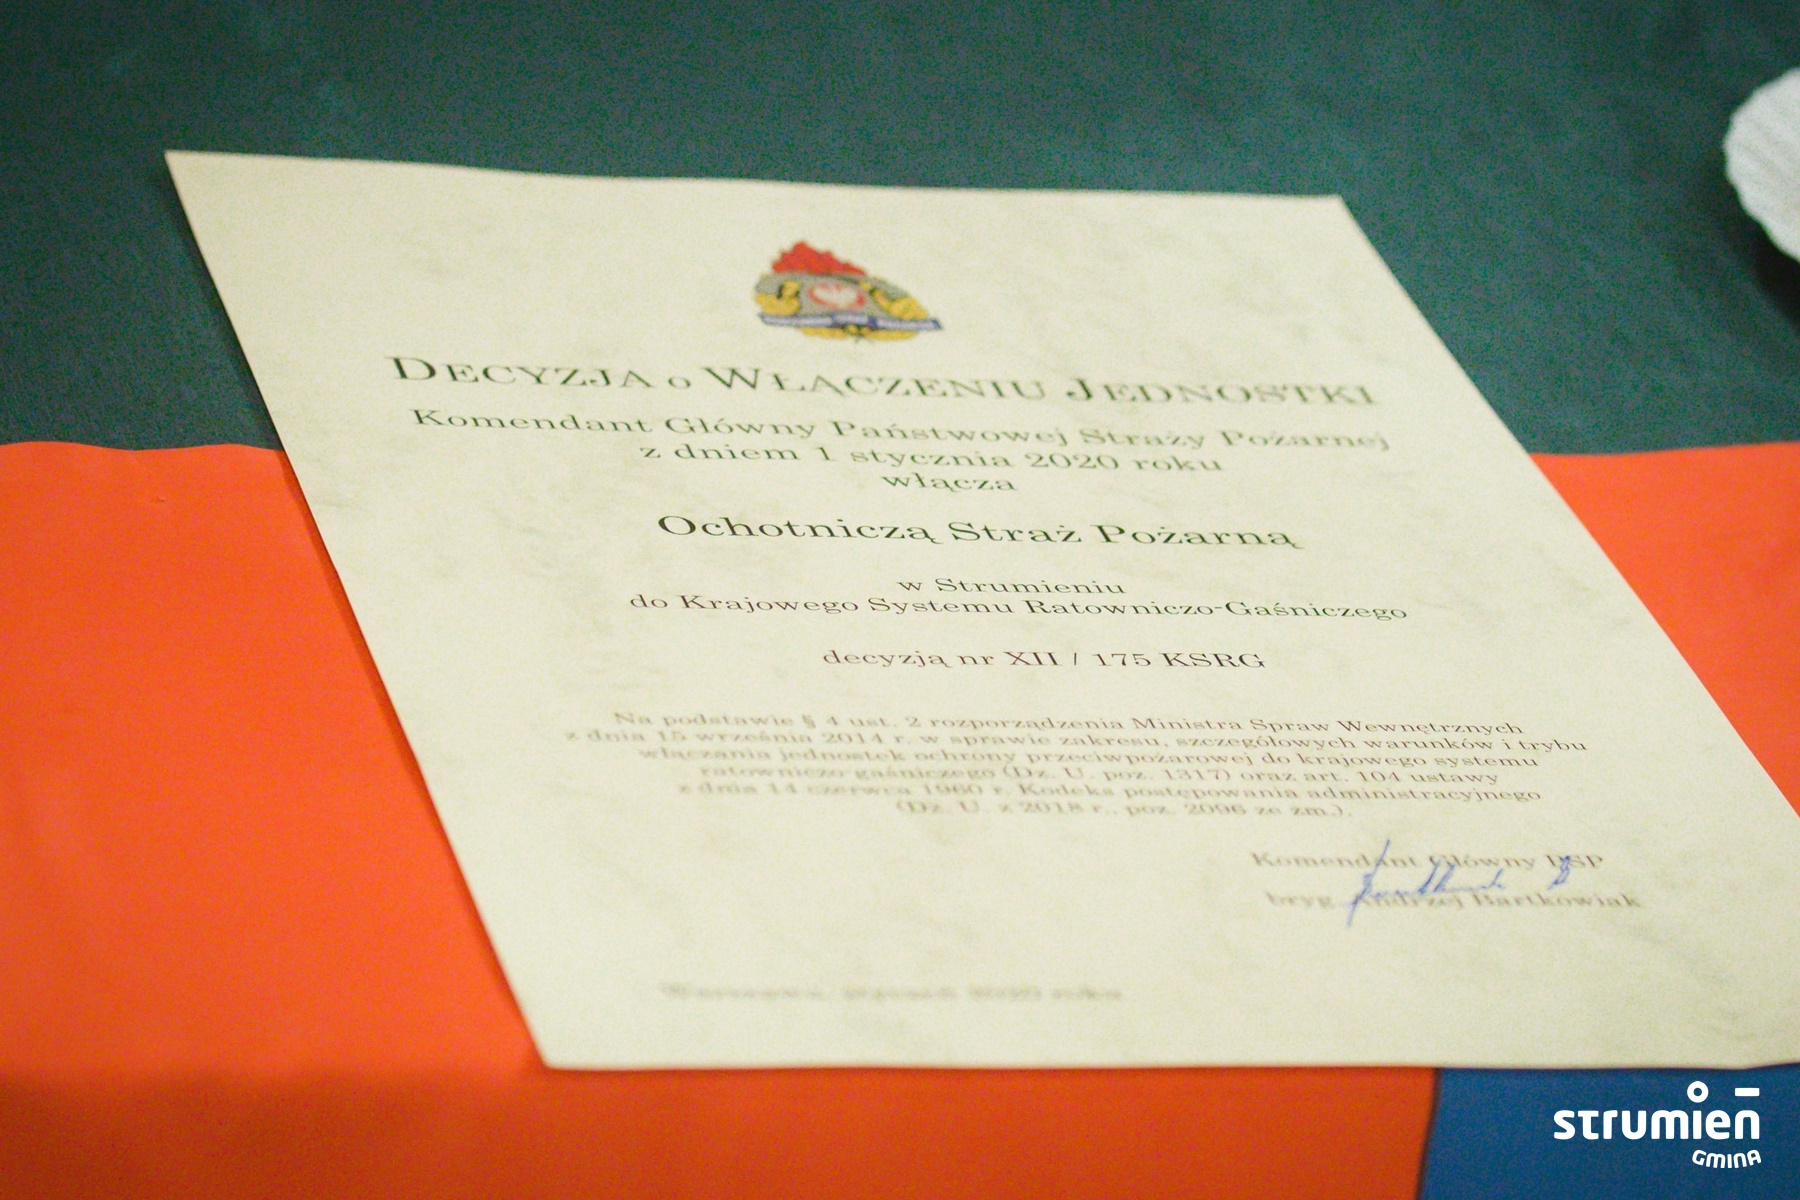 DECYZJA o WŁĄCZENIU JEDNOSTKI
Komendant Główny Państwowej Straży Pożarnej
z dniem 1 stycznia 2020 roku
włącza
Ochotniczą Straż Pożarną
w Strumieniu
do Krajowego Systemu Ratowniczo-Gaśniczego
decyzją nr XII / 175 KSRG
Na podstawie § 4 ust. 2 rozporządzenia Ministra Spraw Wewnętrznych
z dnia 15 września 2014 r. w sprawie zakresu, szczegółowych warunków i trybu
włączania jednostek ochrony przeciwpożarowej do krajowego systemu
ratowniczo-gaśniczego (Dz. U. poz. 1317) oraz art. 104 ustawy
z dnia 14 czerwca 1960 r. Kodeks postępowania administracyjnego
(Dz. U. z 2018 r., poz. 2096 ze zm.).
Komendant Główny PSP
bryg. Andrzej Bartkowiak
Warszawa, 2020 roku
strumień
GMINA